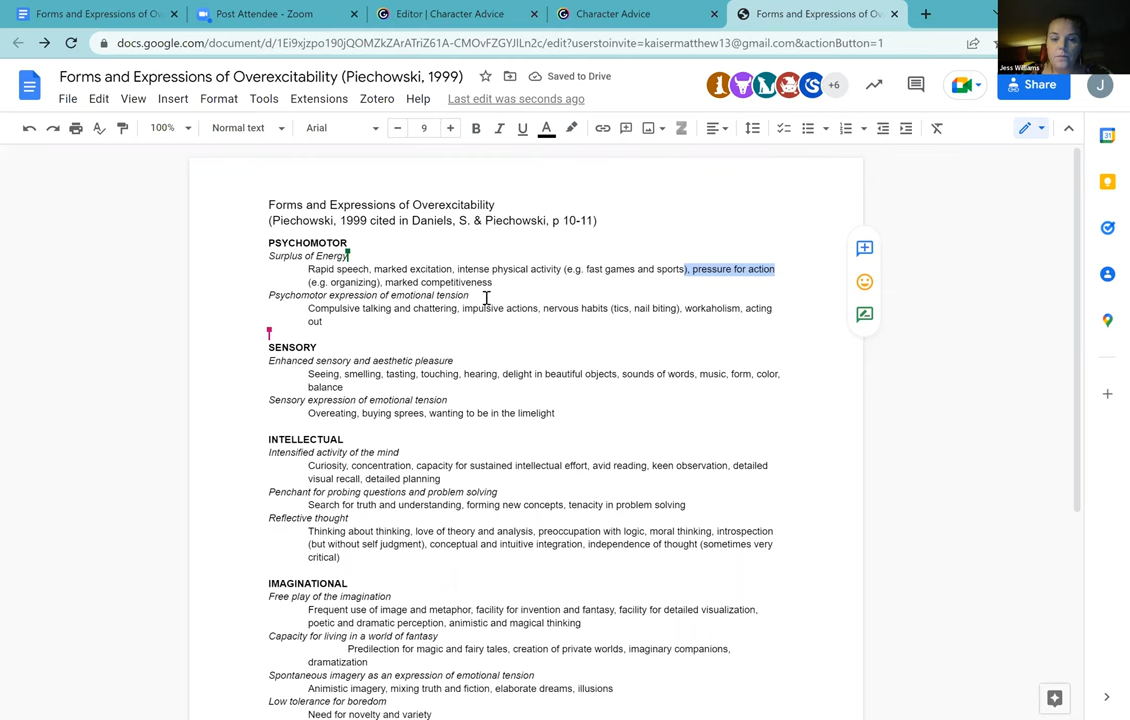 Forms and Expressions of Ov
Post Attendee - Zoom
Editor | Character Advice
Character Advice
Forms and Expressions of Ov
docs.google.com/document/d/1Ei9xjzpo190jQOMZkZArATriZ61A-CMOvFZGYJlLn2c/edit?userstoinvite=kaisermatthew13@gmail.com&actionButton=1
Jess Williams
Forms and Expressions of Overexcitability (Piechowski, 1999)
Saved to Drive
+6
Share
J
File Edit View Insert Format Tools Extensions Zotero Help Last edit was seconds ago
100% Normal text Arial 9 B I U A
Forms and Expressions of Overexcitability
(Piechowski, 1999 cited in Daniels, S. & Piechowski, p 10-11)
PSYCHOMOTOR
Surplus of Energy
Rapid speech, marked excitation, intense physical activity (e.g. fast games and sports), pressure for action
(e.g. organizing), marked competitiveness
Psychomotor expression of emotional tension
Compulsive talking and chattering, impulsive actions, nervous habits (tics, nail biting), workaholism, acting
out
SENSORY
Enhanced sensory and aesthetic pleasure
Seeing, smelling, tasting, touching, hearing, delight in beautiful objects, sounds of words, music, form, color,
balance
Sensory expression of emotional tension
Overeating, buying sprees, wanting to be in the limelight
INTELLECTUAL
Intensified activity of the mind
Curiosity, concentration, capacity for sustained intellectual effort, avid reading, keen observation, detailed
visual recall, detailed planning
Penchant for probing questions and problem solving
Search for truth and understanding, forming new concepts, tenacity in problem solving
Reflective thought
Thinking about thinking, love of theory and analysis, preoccupation with logic, moral thinking, introspection
(but without self judgment), conceptual and intuitive integration, independence of thought (sometimes very
critical)
IMAGINATIONAL
Free play of the imagination
Frequent use of image and metaphor, facility for invention and fantasy, facility for detailed visualization,
poetic and dramatic perception, animistic and magical thinking
Capacity for living in a world of fantasy
Predilection for magic and fairy tales, creation of private worlds, imaginary companions,
dramatization
Spontaneous imagery as an expression of emotional tension
Animistic imagery, mixing truth and fiction, elaborate dreams, illusions
Low tolerance for boredom
Need for novelty and variety